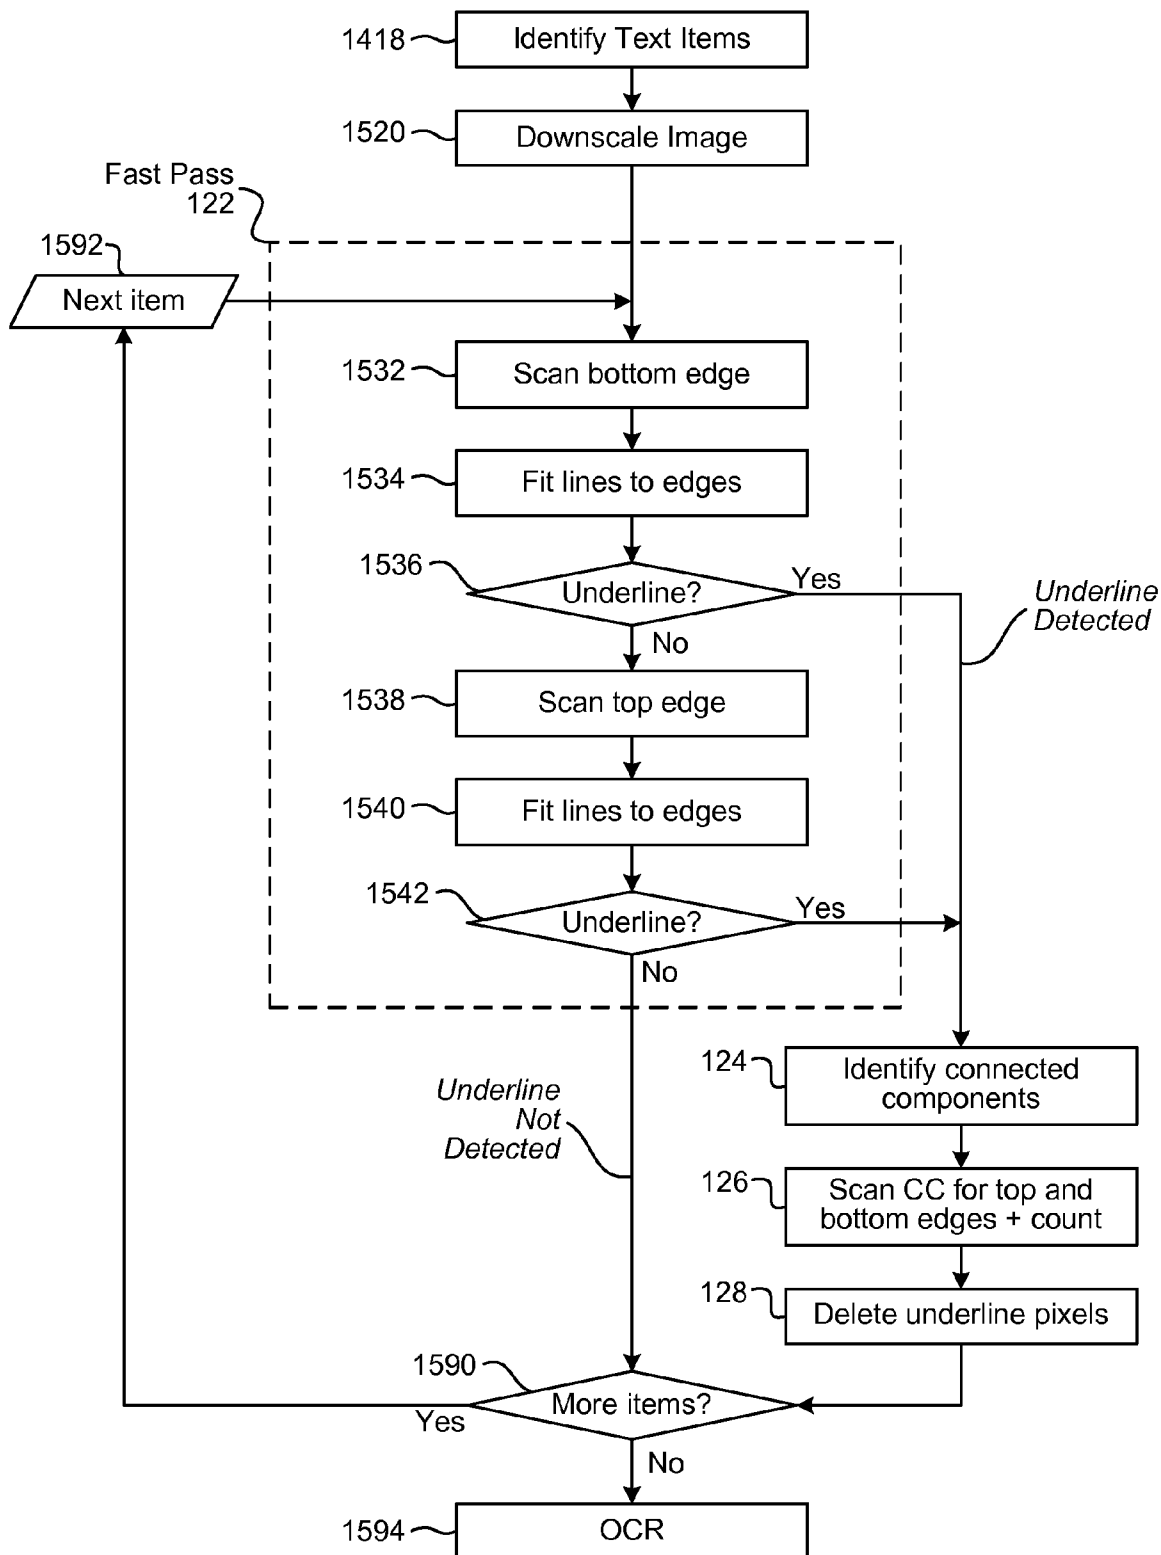 1418
Identify Text Items
1520
Downscale Image
Fast Pass
122
1592
Next item
1532
Scan bottom edge
1534
Fit lines to edges
1536
Underline?
Yes
No
Underline
Detected
1538
Scan top edge
1540
Fit lines to edges
1542
Underline?
Yes
No
124
Identify connected
components
Underline
Not
Detected
126
Scan CC for top and
bottom edges + count
128
Delete underline pixels
1590
More items?
Yes
No
1594
OCR